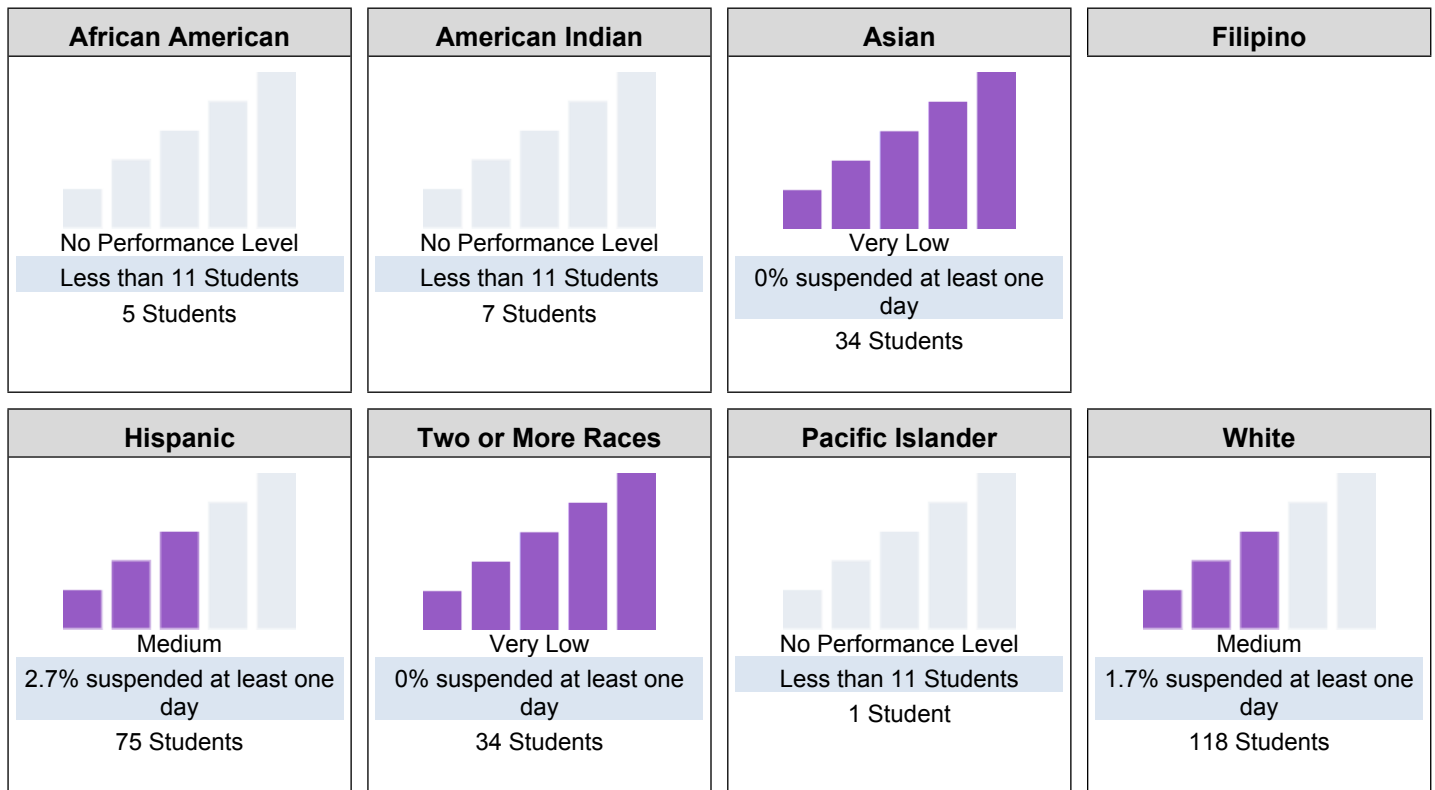 African American
American Indian
Asian
Filipino
No Performance Level
Less than 11 Students
5 Students
No Performance Level
Less than 11 Students
7 Students
Very Low
0% suspended at least one
day
34 Students
Hispanic
Two or More Races
Pacific Islander
White
Medium
2.7% suspended at least one
day
75 Students
Very Low
0% suspended at least one
day
34 Students
No Performance Level
Less than 11 Students
1 Student
Medium
1.7% suspended at least one
day
118 Students